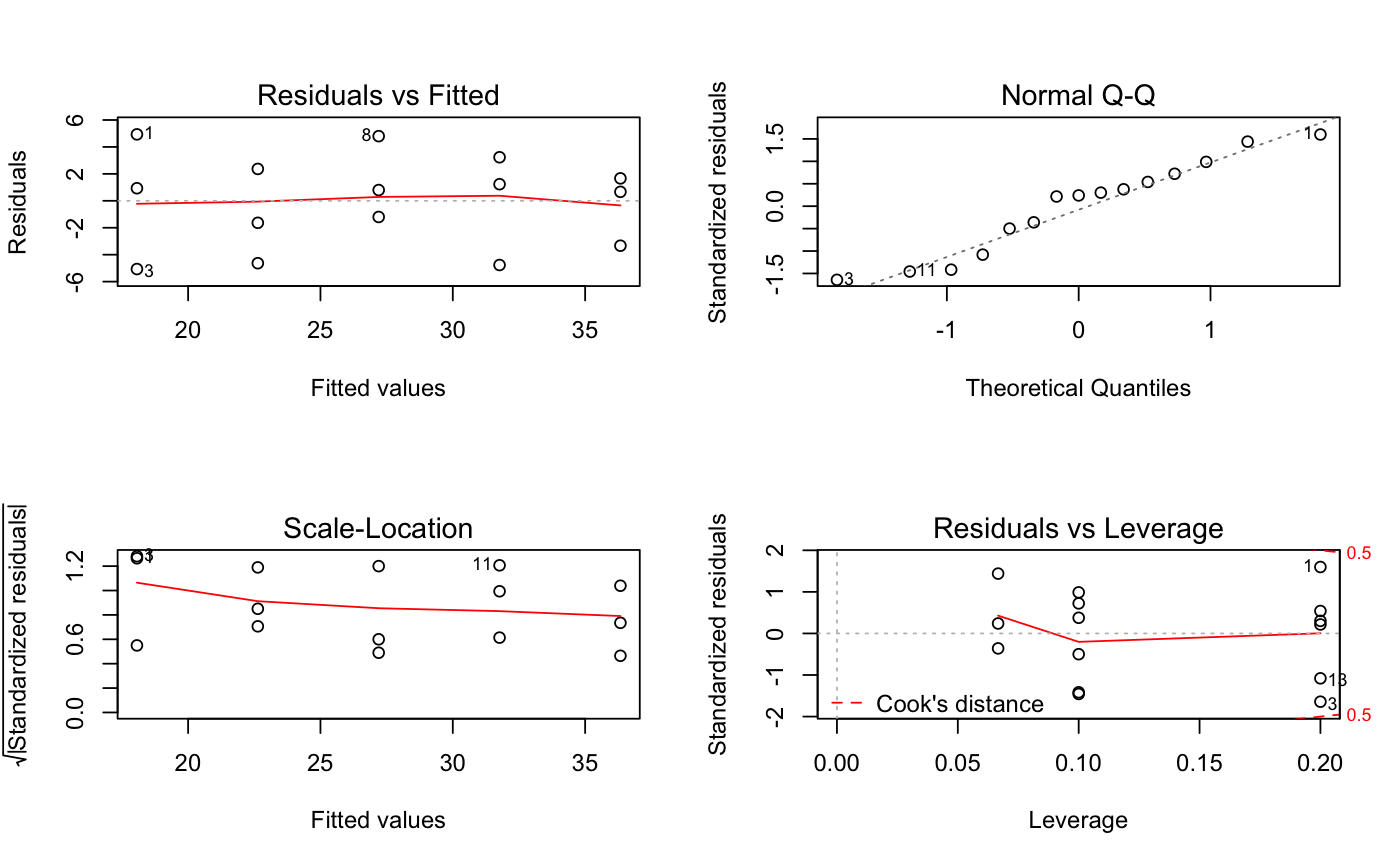 Residuals vs Fitted
Residuals
6
2
-2
-6
1
8
3
20 25 30 35
Fitted values
Normal Q-Q
Standardized residuals
1.5
0.0
-1.5
1
3
11
-1 0 1
Theoretical Quantiles
Scale-Location
√|Standardized residuals|
1.2
0.6
0.0
3
1
11
20 25 30 35
Fitted values
Residuals vs Leverage
Standardized residuals
2
1
0
-1
-2
0.5
1
13
3
0.5
Cook's distance
0.00 0.05 0.10 0.15 0.20
Leverage